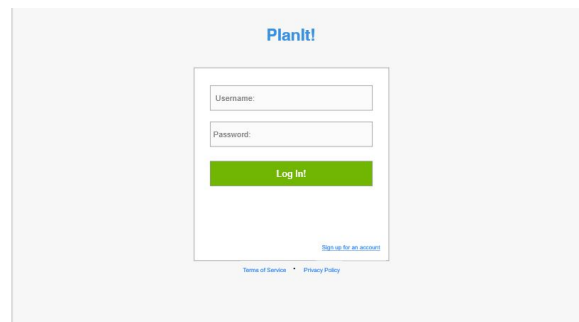 PlanIt!
Username:
Password:
Log In!
Sign up for an account
Terms of Service • Privacy Policy